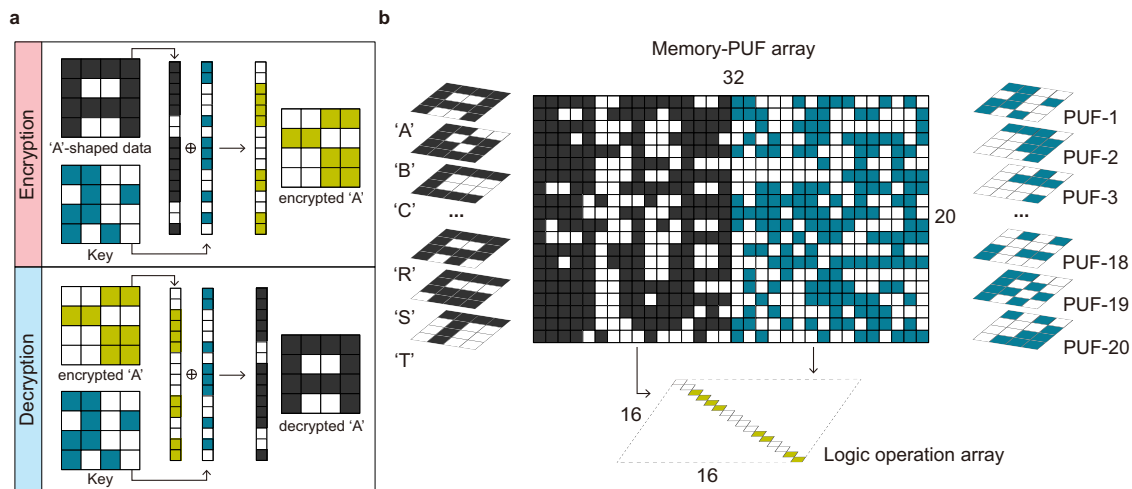 a
Encryption
'A'-shaped data
Key
⊕
encrypted 'A'
Decryption
encrypted 'A'
Key
⊕
decrypted 'A'
b
Memory-PUF array
32
20
'A'
'B'
'C'
...
'R'
'S'
'T'
PUF-1
PUF-2
PUF-3
...
PUF-18
PUF-19
PUF-20
16
16
Logic operation array